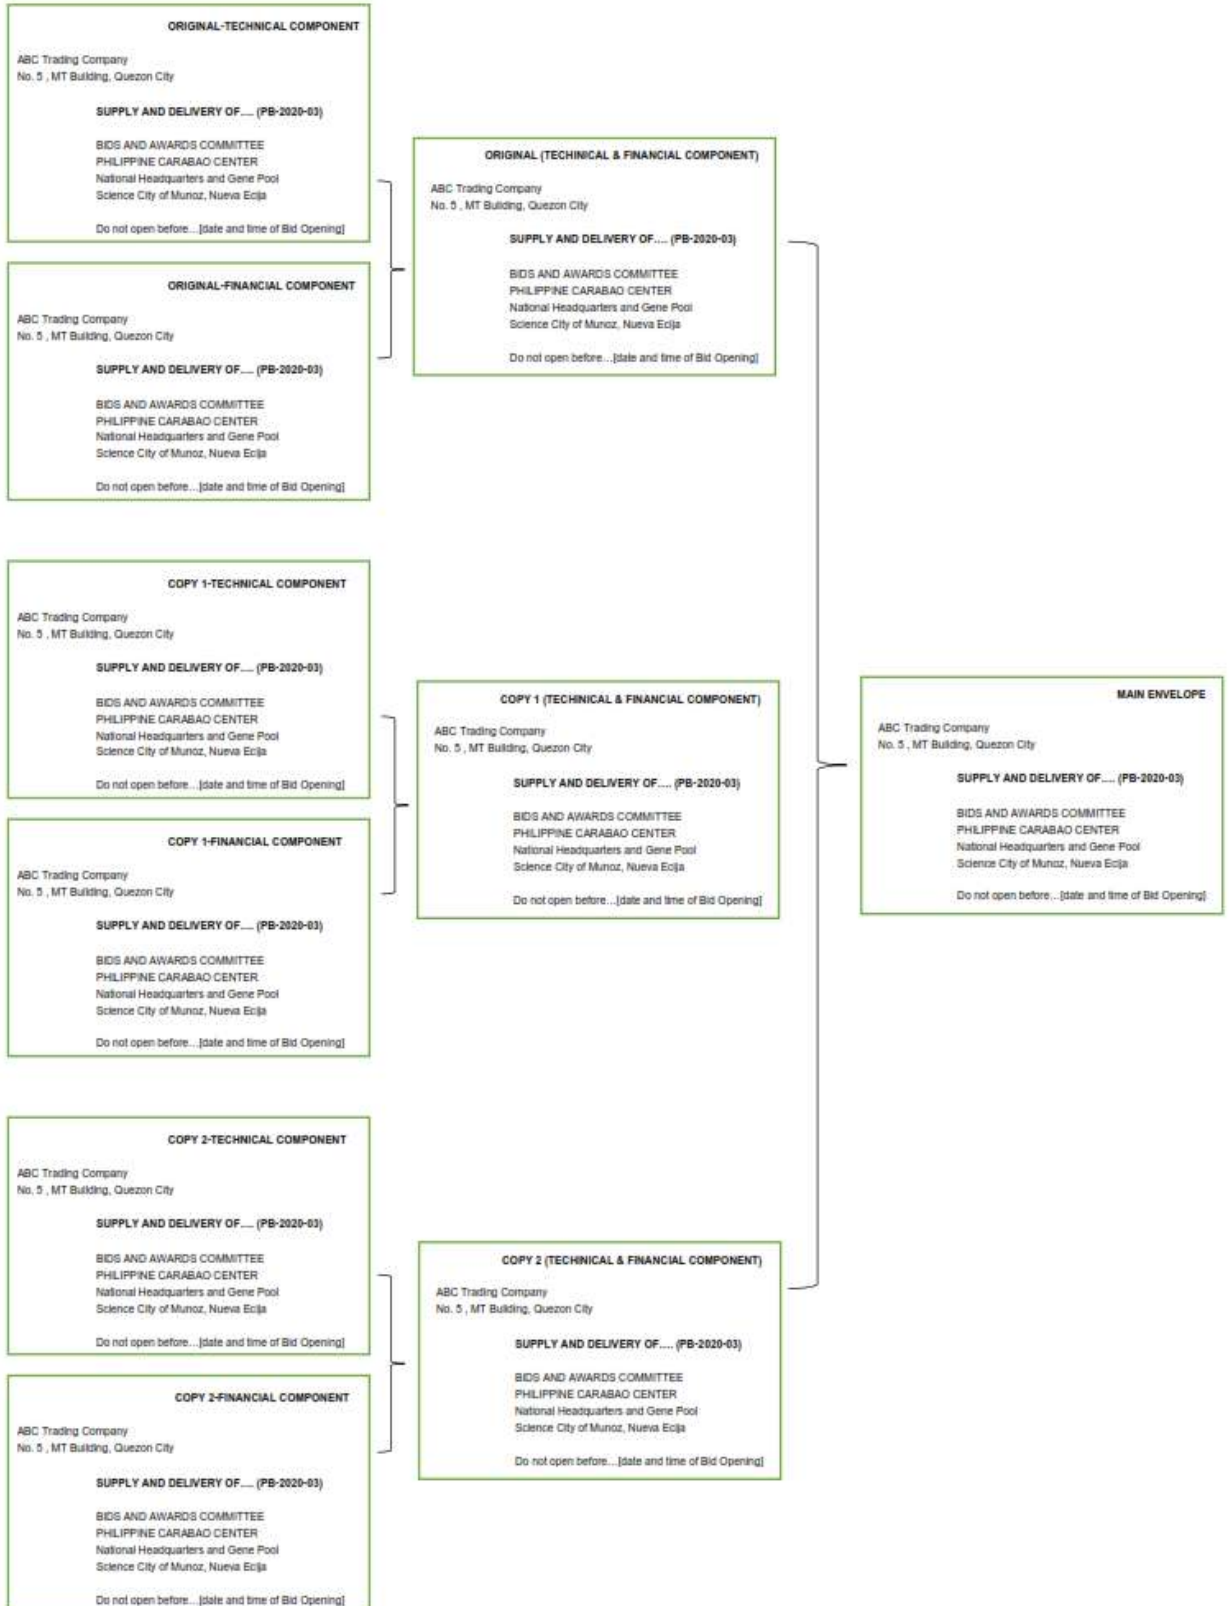 ORIGINAL-TECHNICAL COMPONENT
ABC Trading Company
No. 5 , MT Building, Quezon City
SUPPLY AND DELIVERY OF.... (PB-2020-03)
BIDS AND AWARDS COMMITTEE
PHILIPPINE CARABAO CENTER
National Headquarters and Gene Pool
Science City of Munoz, Nueva Ecija
Do not open before...[date and time of Bid Opening]
ORIGINAL-FINANCIAL COMPONENT
ABC Trading Company
No. 5 , MT Building, Quezon City
SUPPLY AND DELIVERY OF.... (PB-2020-03)
BIDS AND AWARDS COMMITTEE
PHILIPPINE CARABAO CENTER
National Headquarters and Gene Pool
Science City of Munoz, Nueva Ecija
Do not open before...[date and time of Bid Opening]
ORIGINAL (TECHINICAL & FINANCIAL COMPONENT)
ABC Trading Company
No. 5 , MT Building, Quezon City
SUPPLY AND DELIVERY OF.... (PB-2020-03)
BIDS AND AWARDS COMMITTEE
PHILIPPINE CARABAO CENTER
National Headquarters and Gene Pool
Science City of Munoz, Nueva Ecija
Do not open before...[date and time of Bid Opening]
COPY 1-TECHNICAL COMPONENT
ABC Trading Company
No. 5 , MT Building, Quezon City
SUPPLY AND DELIVERY OF.... (PB-2020-03)
BIDS AND AWARDS COMMITTEE
PHILIPPINE CARABAO CENTER
National Headquarters and Gene Pool
Science City of Munoz, Nueva Ecija
Do not open before...[date and time of Bid Opening]
COPY 1-FINANCIAL COMPONENT
ABC Trading Company
No. 5 , MT Building, Quezon City
SUPPLY AND DELIVERY OF.... (PB-2020-03)
BIDS AND AWARDS COMMITTEE
PHILIPPINE CARABAO CENTER
National Headquarters and Gene Pool
Science City of Munoz, Nueva Ecija
Do not open before...[date and time of Bid Opening]
COPY 1 (TECHINICAL & FINANCIAL COMPONENT)
ABC Trading Company
No. 5 , MT Building, Quezon City
SUPPLY AND DELIVERY OF.... (PB-2020-03)
BIDS AND AWARDS COMMITTEE
PHILIPPINE CARABAO CENTER
National Headquarters and Gene Pool
Science City of Munoz, Nueva Ecija
Do not open before...[date and time of Bid Opening]
MAIN ENVELOPE
ABC Trading Company
No. 5 , MT Building, Quezon City
SUPPLY AND DELIVERY OF.... (PB-2020-03)
BIDS AND AWARDS COMMITTEE
PHILIPPINE CARABAO CENTER
National Headquarters and Gene Pool
Science City of Munoz, Nueva Ecija
Do not open before...[date and time of Bid Opening]
COPY 2-TECHNICAL COMPONENT
ABC Trading Company
No. 5 , MT Building, Quezon City
SUPPLY AND DELIVERY OF.... (PB-2020-03)
BIDS AND AWARDS COMMITTEE
PHILIPPINE CARABAO CENTER
National Headquarters and Gene Pool
Science City of Munoz, Nueva Ecija
Do not open before...[date and time of Bid Opening]
COPY 2-FINANCIAL COMPONENT
ABC Trading Company
No. 5 , MT Building, Quezon City
SUPPLY AND DELIVERY OF.... (PB-2020-03)
BIDS AND AWARDS COMMITTEE
PHILIPPINE CARABAO CENTER
National Headquarters and Gene Pool
Science City of Munoz, Nueva Ecija
Do not open before...[date and time of Bid Opening]
COPY 2 (TECHINICAL & FINANCIAL COMPONENT)
ABC Trading Company
No. 5 , MT Building, Quezon City
SUPPLY AND DELIVERY OF.... (PB-2020-03)
BIDS AND AWARDS COMMITTEE
PHILIPPINE CARABAO CENTER
National Headquarters and Gene Pool
Science City of Munoz, Nueva Ecija
Do not open before...[date and time of Bid Opening]